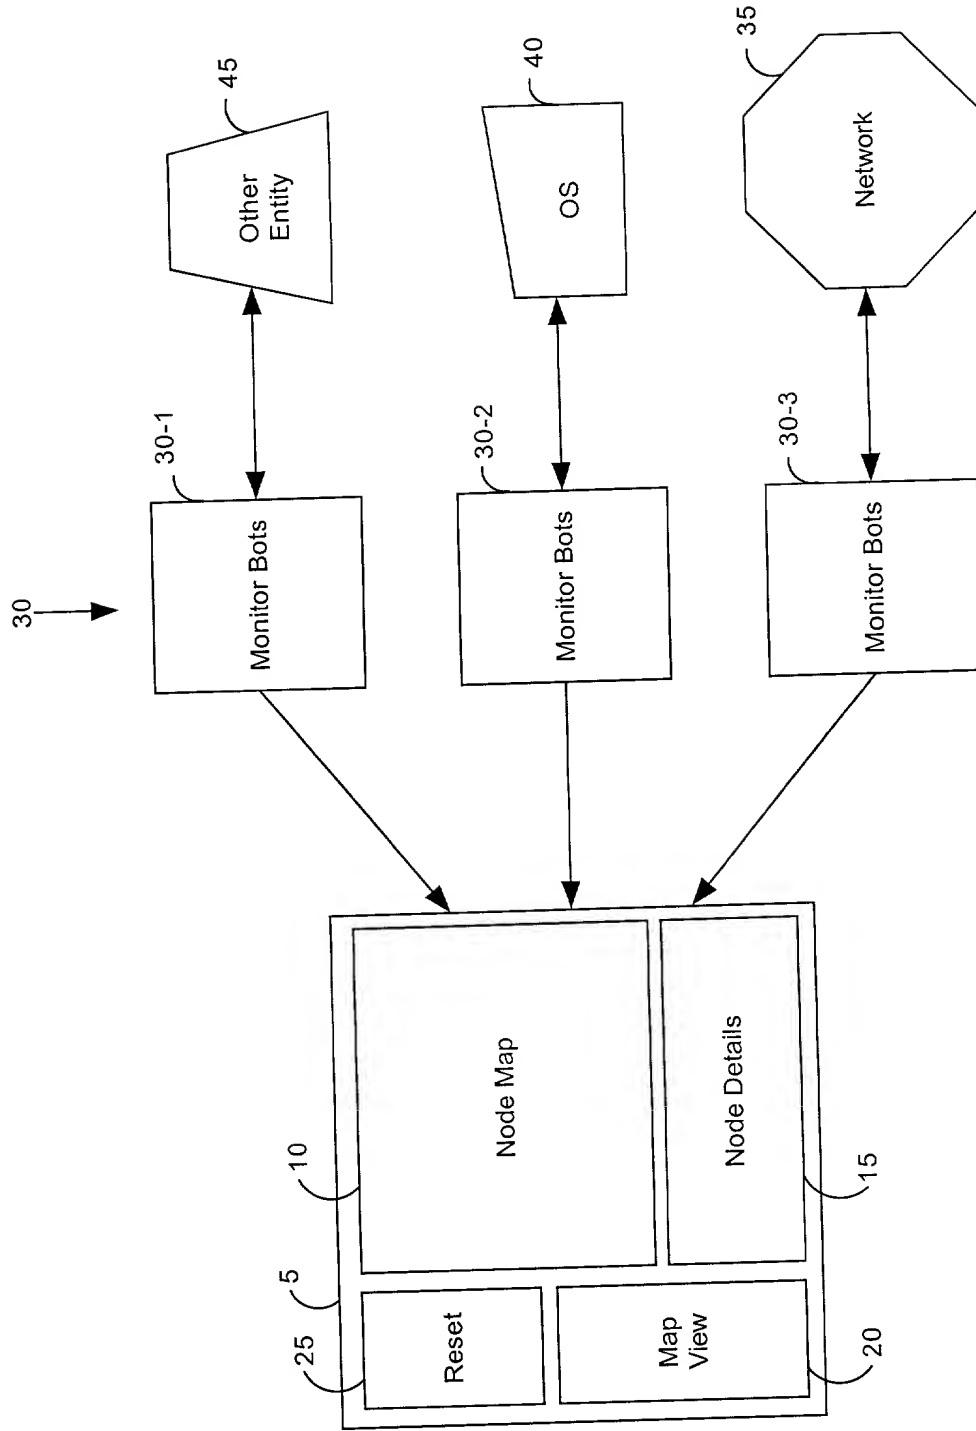 30
5
25
Reset
Map
View
20
10
Node Map
Node Details
15
30-1
Monitor Bots
30-2
Monitor Bots
30-3
Monitor Bots
45
Other
Entity
40
OS
35
Network